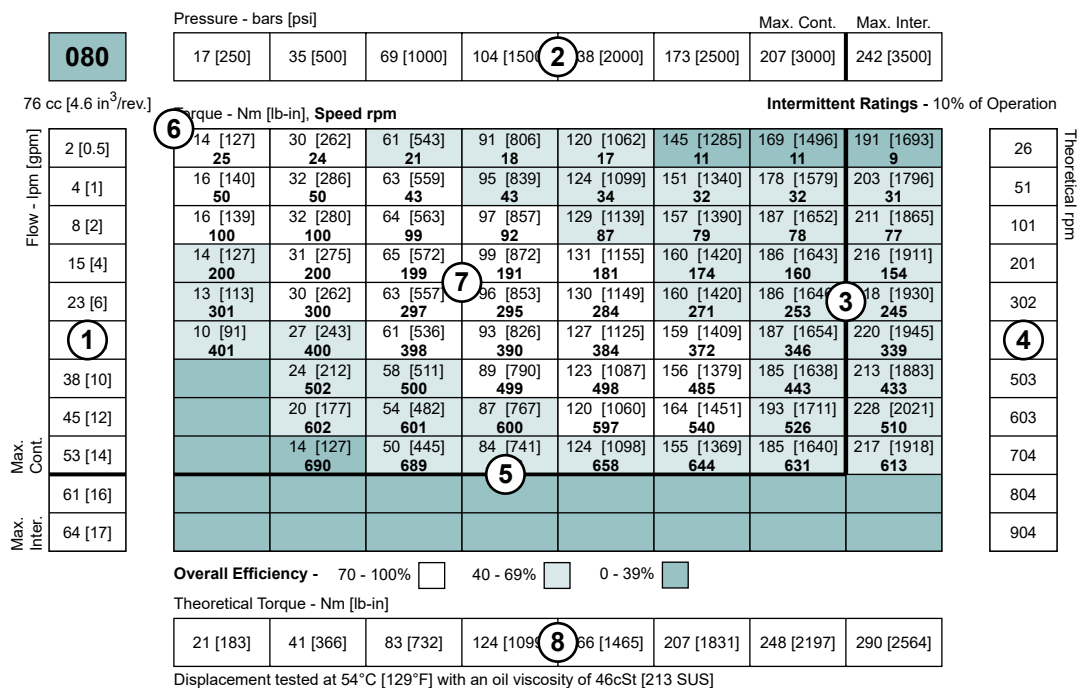 Pressure - bars [psi] Max. Cont. Max. Inter.
080 17 [250] 35 [500] 69 [1000] 104 [150 2 38 [2000] 173 [2500] 207 [3000] 242 [3500]
76 cc [4.6 in³/rev.] Torque - Nm [lb-in], Speed rpm Intermittent Ratings - 10% of Operation
6
Flow - lpm [gpm]
Theoretical rpm
2 [0.5] 14 [127] 30 [262] 61 [543] 91 [806] 120 [1062] 145 [1285] 169 [1496] 191 [1693] 26
25 24 21 18 17 11 11 9
4 [1] 16 [140] 32 [286] 63 [559] 95 [839] 124 [1099] 151 [1340] 178 [1579] 203 [1796] 51
50 50 43 43 34 32 32 31
8 [2] 16 [139] 32 [280] 64 [563] 97 [857] 129 [1139] 157 [1390] 187 [1652] 211 [1865] 101
100 100 99 92 87 79 78 77
15 [4] 14 [127] 31 [275] 65 [572] 99 [872] 131 [1155] 160 [1420] 186 [1643] 216 [1911] 201
200 200 199 191 181 174 160 154
7
23 [6] 13 [113] 30 [262] 63 [557] 96 [853] 130 [1149] 160 [1420] 186 [164 3 18 [1930] 302
301 300 297 295 284 271 253 245
1 10 [91] 27 [243] 61 [536] 93 [826] 127 [1125] 159 [1409] 187 [1654] 220 [1945] 4
401 400 398 390 384 372 346 339
38 [10] 24 [212] 58 [511] 89 [790] 123 [1087] 156 [1379] 185 [1638] 213 [1883] 503
502 500 499 498 485 443 433
45 [12] 20 [177] 54 [482] 87 [767] 120 [1060] 164 [1451] 193 [1711] 228 [2021] 603
602 601 600 597 540 526 510
Max. Cont.
53 [14] 14 [127] 50 [445] 84 [741] 124 [1098] 155 [1369] 185 [1640] 217 [1918] 704
690 689 5 658 644 631 613
61 [16] 804
Max. Inter.
64 [17] 904
Overall Efficiency - 70 - 100% 40 - 69% 0 - 39%
Theoretical Torque - Nm [lb-in]
21 [183] 41 [366] 83 [732] 124 [109 8 66 [1465] 207 [1831] 248 [2197] 290 [2564]
Displacement tested at 54°C [129°F] with an oil viscosity of 46cSt [213 SUS]